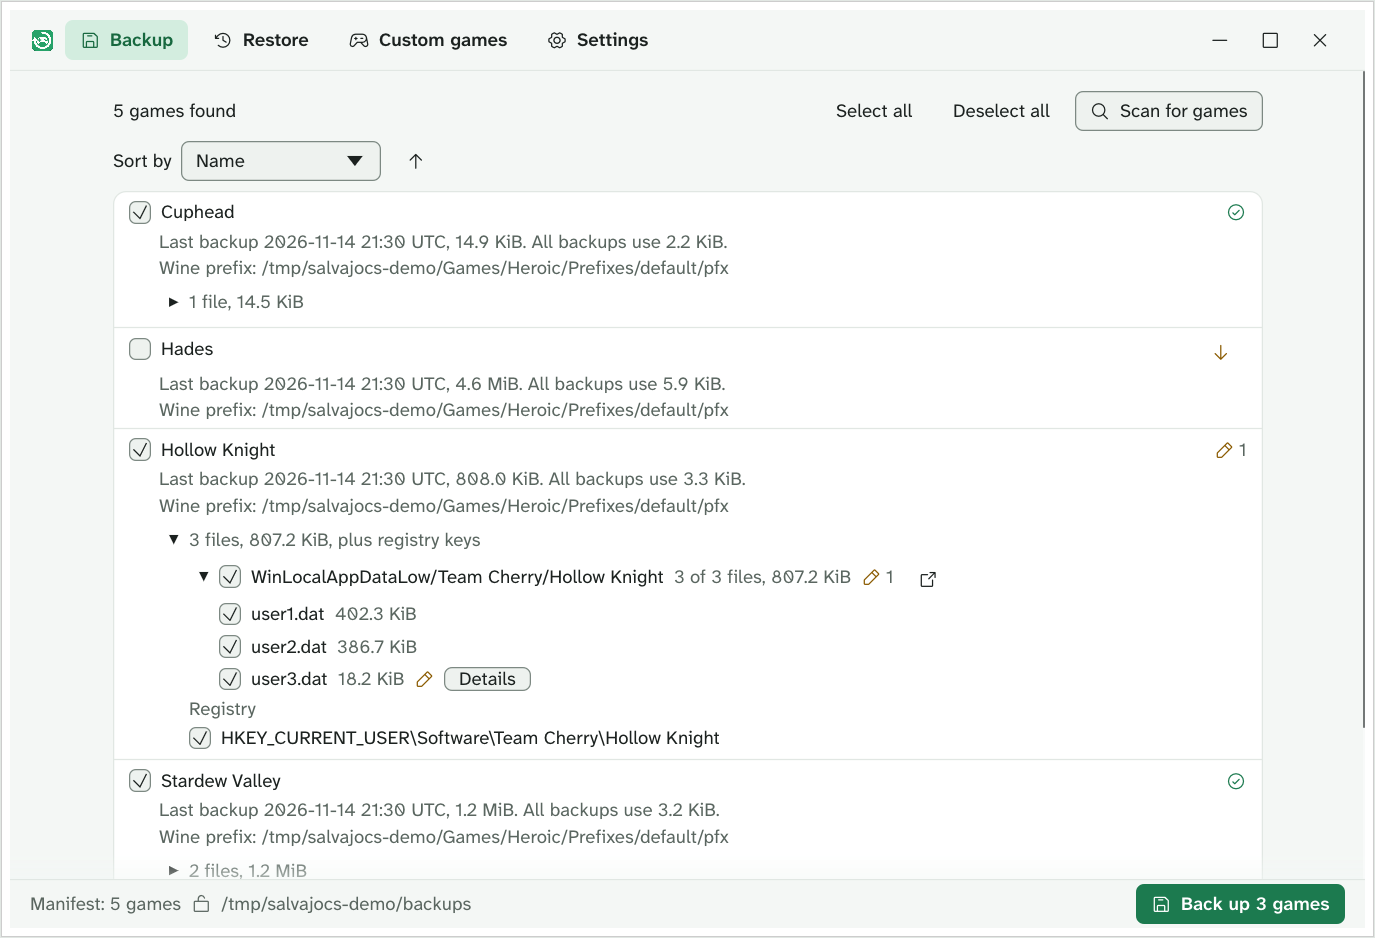 Backup
Restore
Custom games
Settings
5 games found
Select all
Deselect all
Scan for games
Sort by
Name
Cuphead
Last backup 2026-11-14 21:30 UTC, 14.9 KiB. All backups use 2.2 KiB.
Wine prefix: /tmp/salvajocs-demo/Games/Heroic/Prefixes/default/pfx
1 file, 14.5 KiB
Hades
Last backup 2026-11-14 21:30 UTC, 4.6 MiB. All backups use 5.9 KiB.
Wine prefix: /tmp/salvajocs-demo/Games/Heroic/Prefixes/default/pfx
Hollow Knight
1
Last backup 2026-11-14 21:30 UTC, 808.0 KiB. All backups use 3.3 KiB.
Wine prefix: /tmp/salvajocs-demo/Games/Heroic/Prefixes/default/pfx
3 files, 807.2 KiB, plus registry keys
WinLocalAppDataLow/Team Cherry/Hollow Knight 3 of 3 files, 807.2 KiB 1
user1.dat 402.3 KiB
user2.dat 386.7 KiB
user3.dat 18.2 KiB Details
Registry
HKEY_CURRENT_USER\Software\Team Cherry\Hollow Knight
Stardew Valley
Last backup 2026-11-14 21:30 UTC, 1.2 MiB. All backups use 3.2 KiB.
Wine prefix: /tmp/salvajocs-demo/Games/Heroic/Prefixes/default/pfx
2 files, 1.2 MiB
Manifest: 5 games
/tmp/salvajocs-demo/backups
Back up 3 games